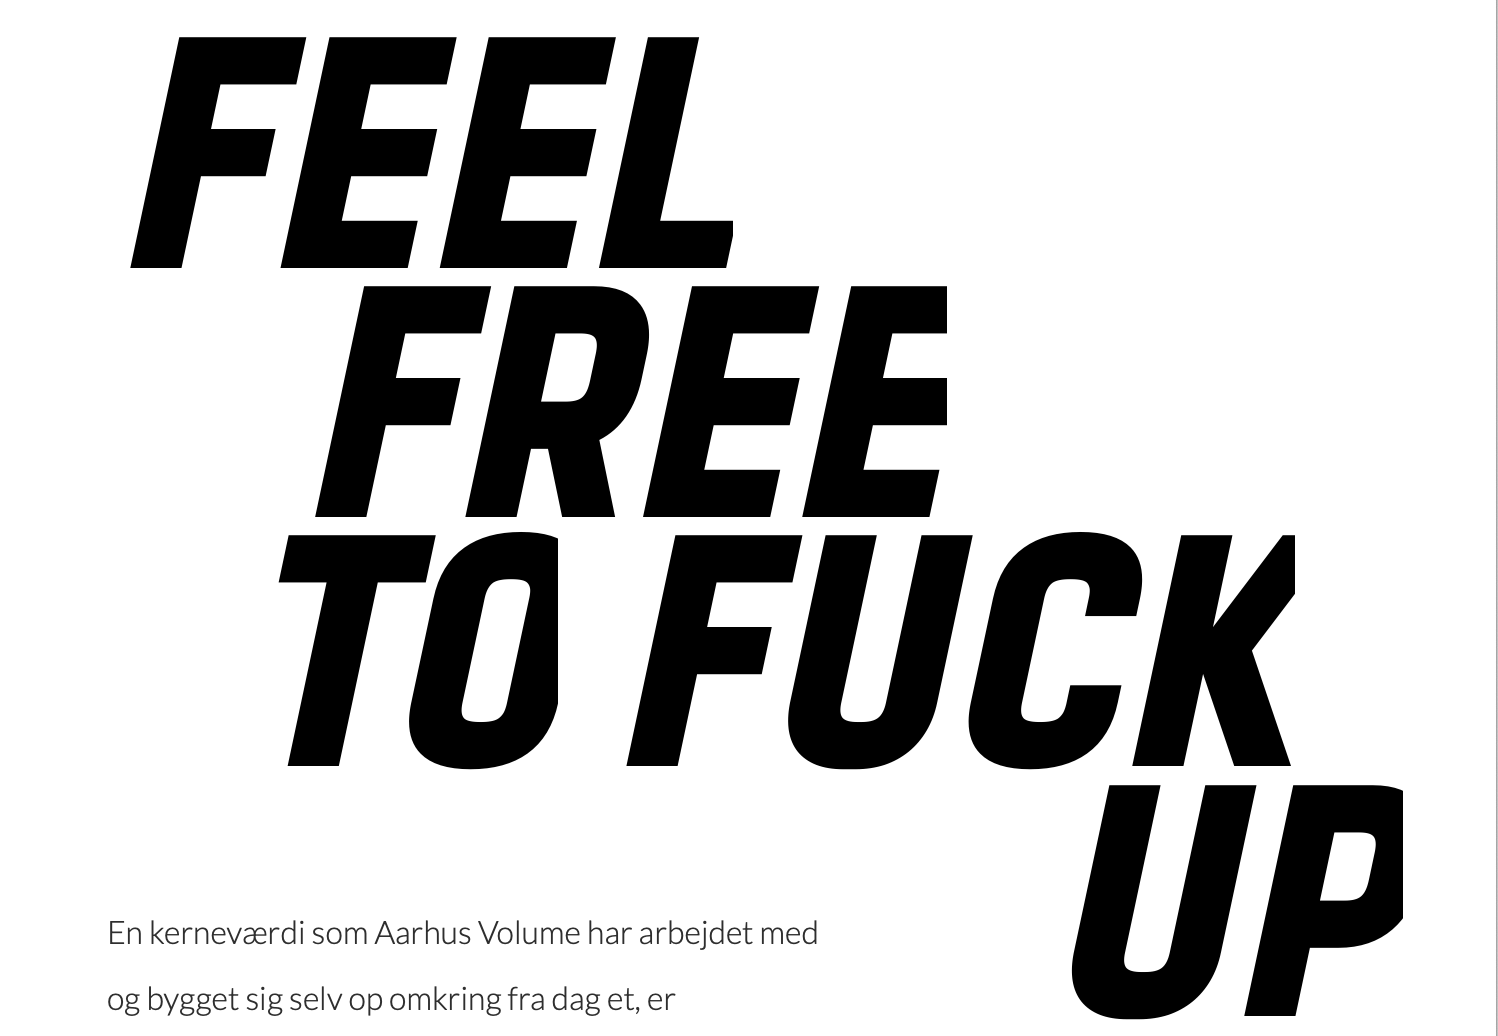 FEEL
FREE
TO FUCK
UP
En kerneværdi som Aarhus Volume har arbejdet med
og bygget sig selv op omkring fra dag et, er